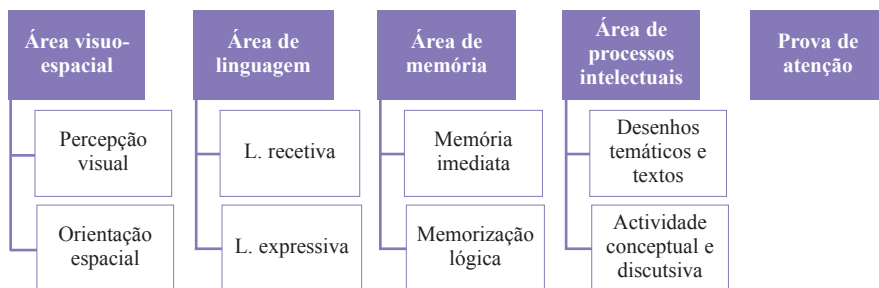 Área visuo-
espacial
Percepção
visual
Orientação
espacial
Área de
linguagem
L. recetiva
L. expressiva
Área de
memória
Memória
imediata
Memorização
lógica
Área de
processos
intelectuais
Desenhos
temáticos e
textos
Actividade
conceptual e
discutsiva
Prova de
atenção